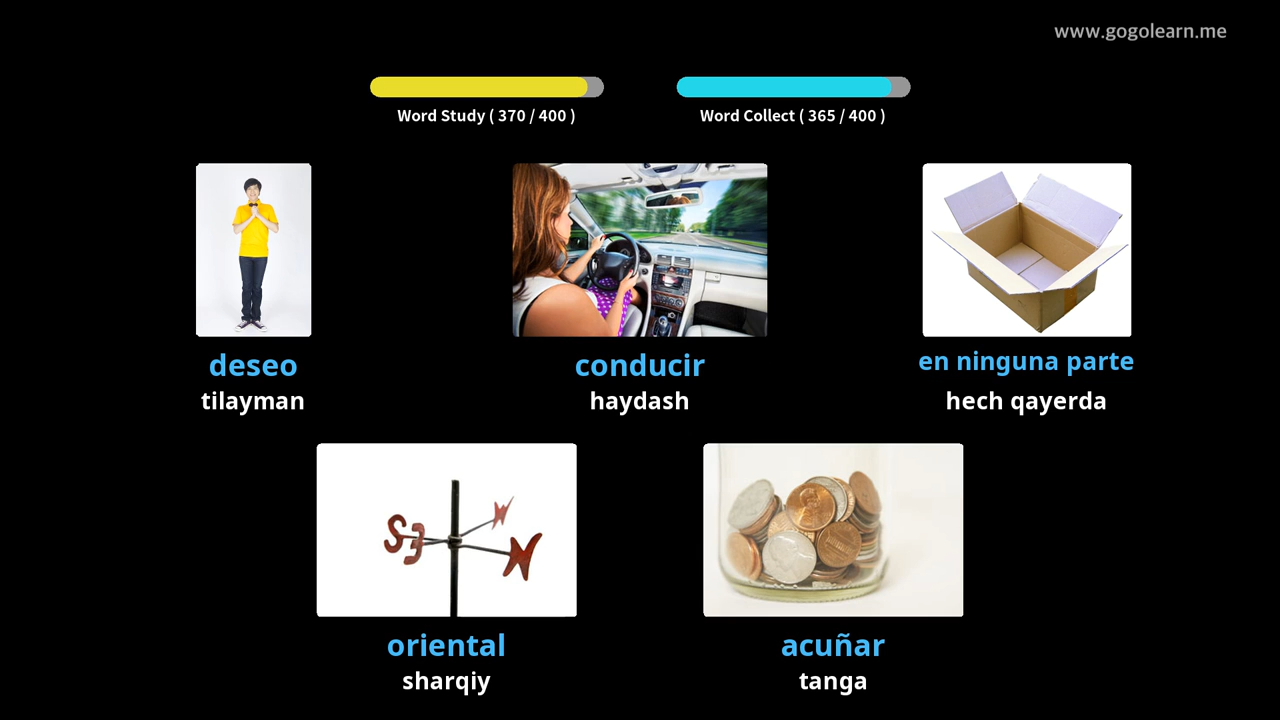 www.gogolearn.me
Word Study ( 370 / 400 )
Word Collect ( 365 / 400 )
deseo
tilayman
conducir
haydash
en ninguna parte
hech qayerda
oriental
sharqiy
acuñar
tanga